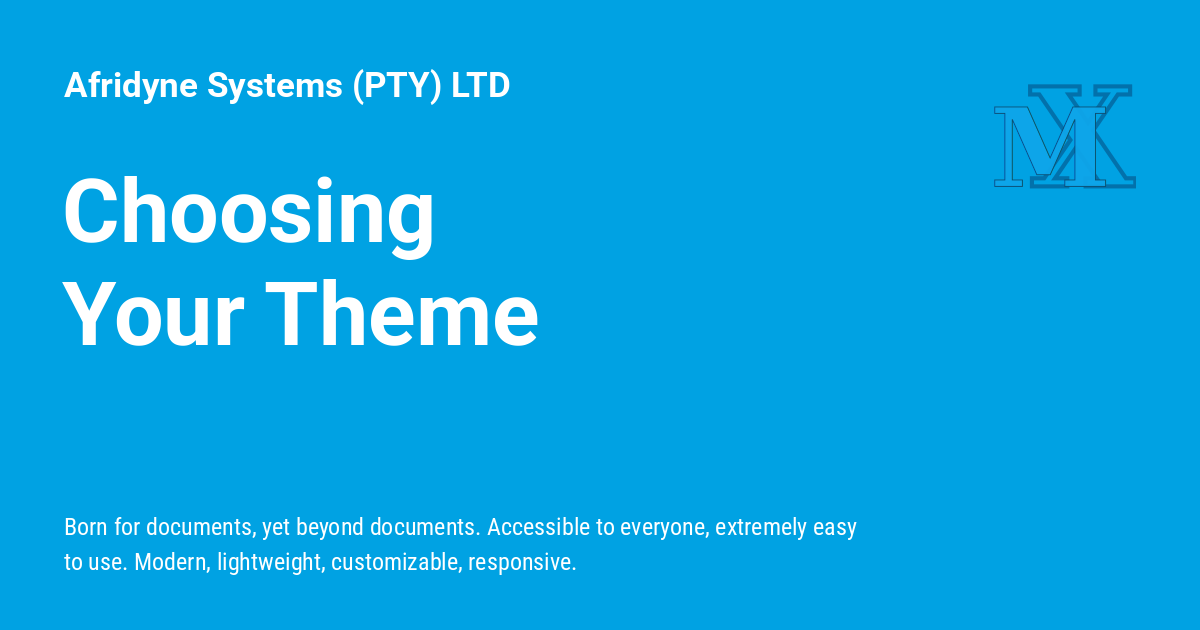 Afridyne Systems (PTY) LTD
MX
Choosing
Your Theme
Born for documents, yet beyond documents. Accessible to everyone, extremely easy
to use. Modern, lightweight, customizable, responsive.